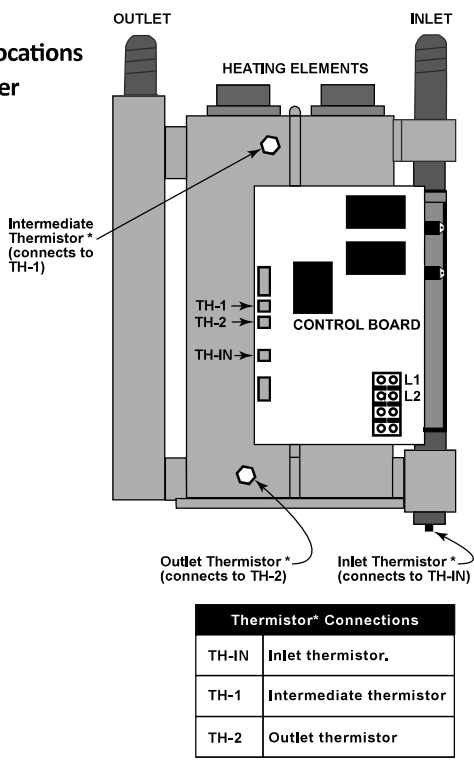 OUTLET
INLET
ocations
er
HEATING ELEMENTS
Intermediate
Thermistor *
(connects to
TH-1)
TH-1
TH-2
CONTROL BOARD
TH-IN
L1
L2
Outlet Thermistor *
(connects to TH-2)
Inlet Thermistor *
(connects to TH-IN)
Thermistor* Connections
TH-IN Inlet thermistor.
TH-1 Intermediate thermistor
TH-2 Outlet thermistor